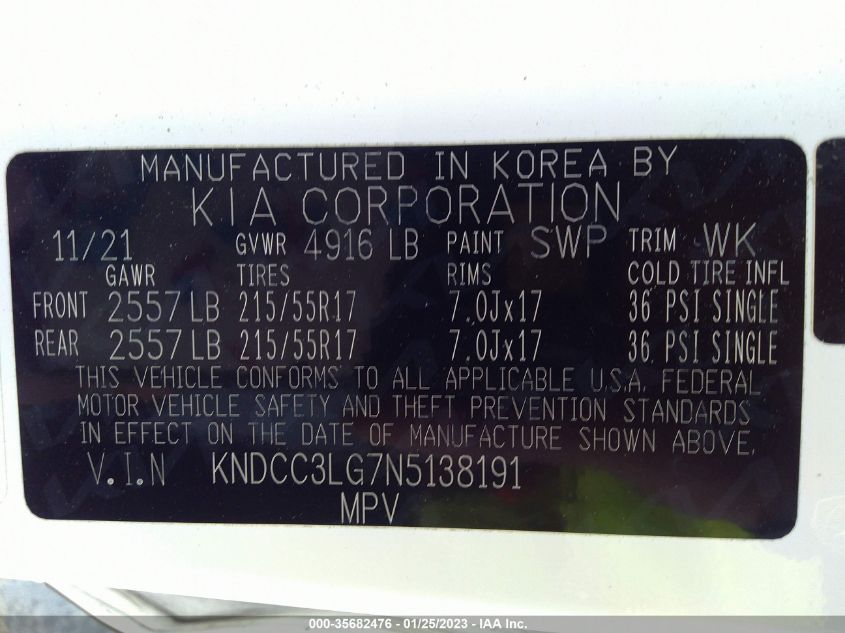 MANUFACTURED IN KOREA BY
KIA CORPORATION
11/21 GVWR 4916 LB PAINT SWP TRIM WK
GAWR TIRES RIMS COLD TIRE INFL
FRONT 2557 LB 215/55R17 7.0Jx17 36 PSI SINGLE
REAR 2557 LB 215/55R17 7.0Jx17 36 PSI SINGLE
THIS VEHICLE CONFORMS TO ALL APPLICABLE U.S.A. FEDERAL
MOTOR VEHICLE SAFETY AND THEFT PREVENTION STANDARDS
IN EFFECT ON THE DATE OF MANUFACTURE SHOWN ABOVE.
V.I.N KNDCC3LG7N5138191
MPV
000-35682476 - 01/25/2023 - IAA Inc.